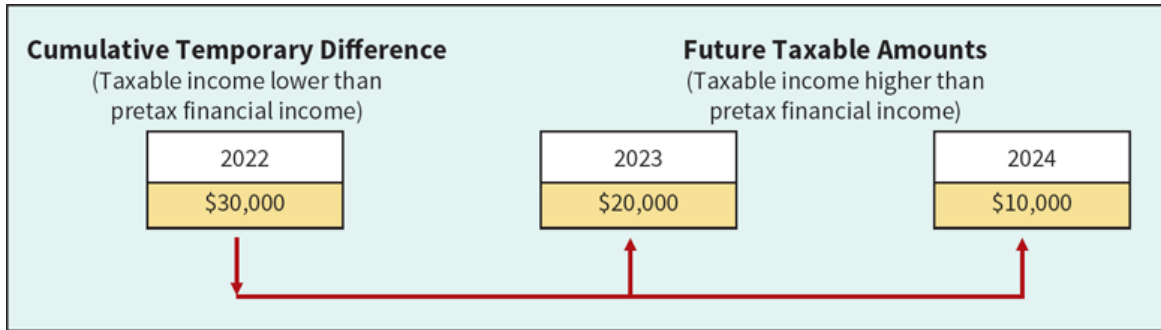 Cumulative Temporary Difference
(Taxable income lower than
pretax financial income)
Future Taxable Amounts
(Taxable income higher than
pretax financial income)
2022
2023
2024
$30,000
$20,000
$10,000